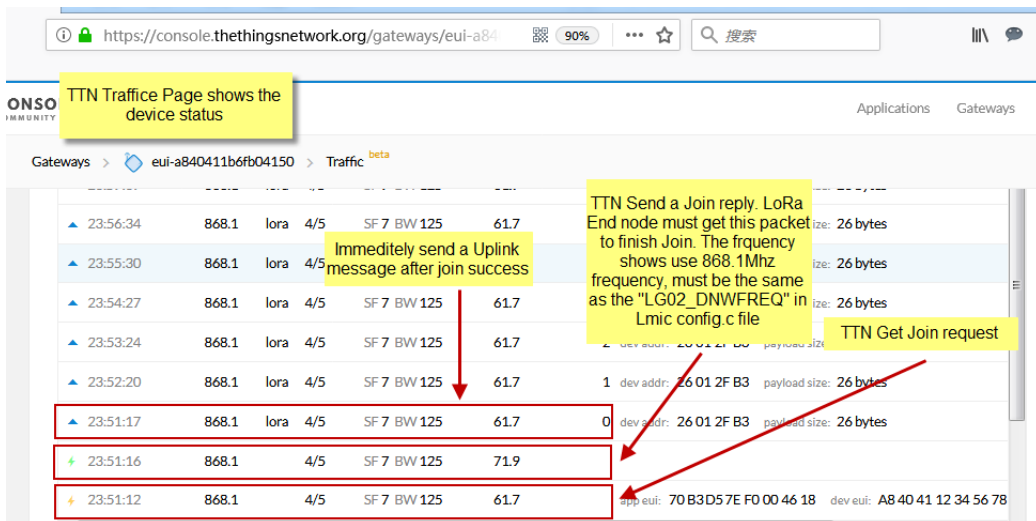 https://console.thethingsnetwork.org/gateways/eui-a84
90%
搜索
TTN Traffice Page shows the
device status
ONSO
OMMUNITY
Applications
Gateways
Gateways > eui-a840411b6fb04150 > Traffic beta
23:56:34 868.1 lora 4/5 SF 7 BW 125 61.7 ize: 26 bytes
23:55:30 868.1 lora 4/5 ize: 26 bytes
23:54:27 868.1 lora 4/5 SF 7 BW 125 61.7 ize: 26 bytes
23:53:24 868.1 lora 4/5 SF 7 BW 125 61.7 2 dev addr: 26 01 2F B3 payload size: 26 bytes
23:52:20 868.1 lora 4/5 SF 7 BW 125 61.7 1 dev addr: 26 01 2F B3 payload size: 26 bytes
23:51:17 868.1 lora 4/5 SF 7 BW 125 61.7 0 dev addr: 26 01 2F B3 payload size: 26 bytes
23:51:16 868.1 4/5 SF 7 BW 125 71.9
23:51:12 868.1 4/5 SF 7 BW 125 61.7 app eui: 70 B3 D5 7E F0 00 46 18 dev eui: A8 40 41 12 34 56 78
Immeditely send a Uplink
message after join success
TTN Send a Join reply. LoRa
End node must get this packet
to finish Join. The frquency
shows use 868.1Mhz
frequency, must be the same
as the "LG02_DNWFREQ" in
Lmic config.c file
TTN Get Join request